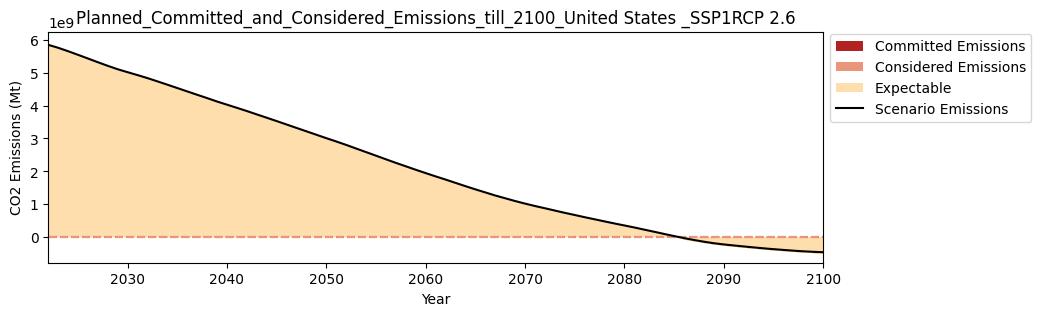 Planned_Committed_and_Considered_Emissions_till_2100_United States _SSP1RCP 2.6
1e9
6
5
4
3
2
1
0
CO2 Emissions (Mt)
2030 2040 2050 2060 2070 2080 2090 2100
Year
Committed Emissions
Considered Emissions
Expectable
Scenario Emissions